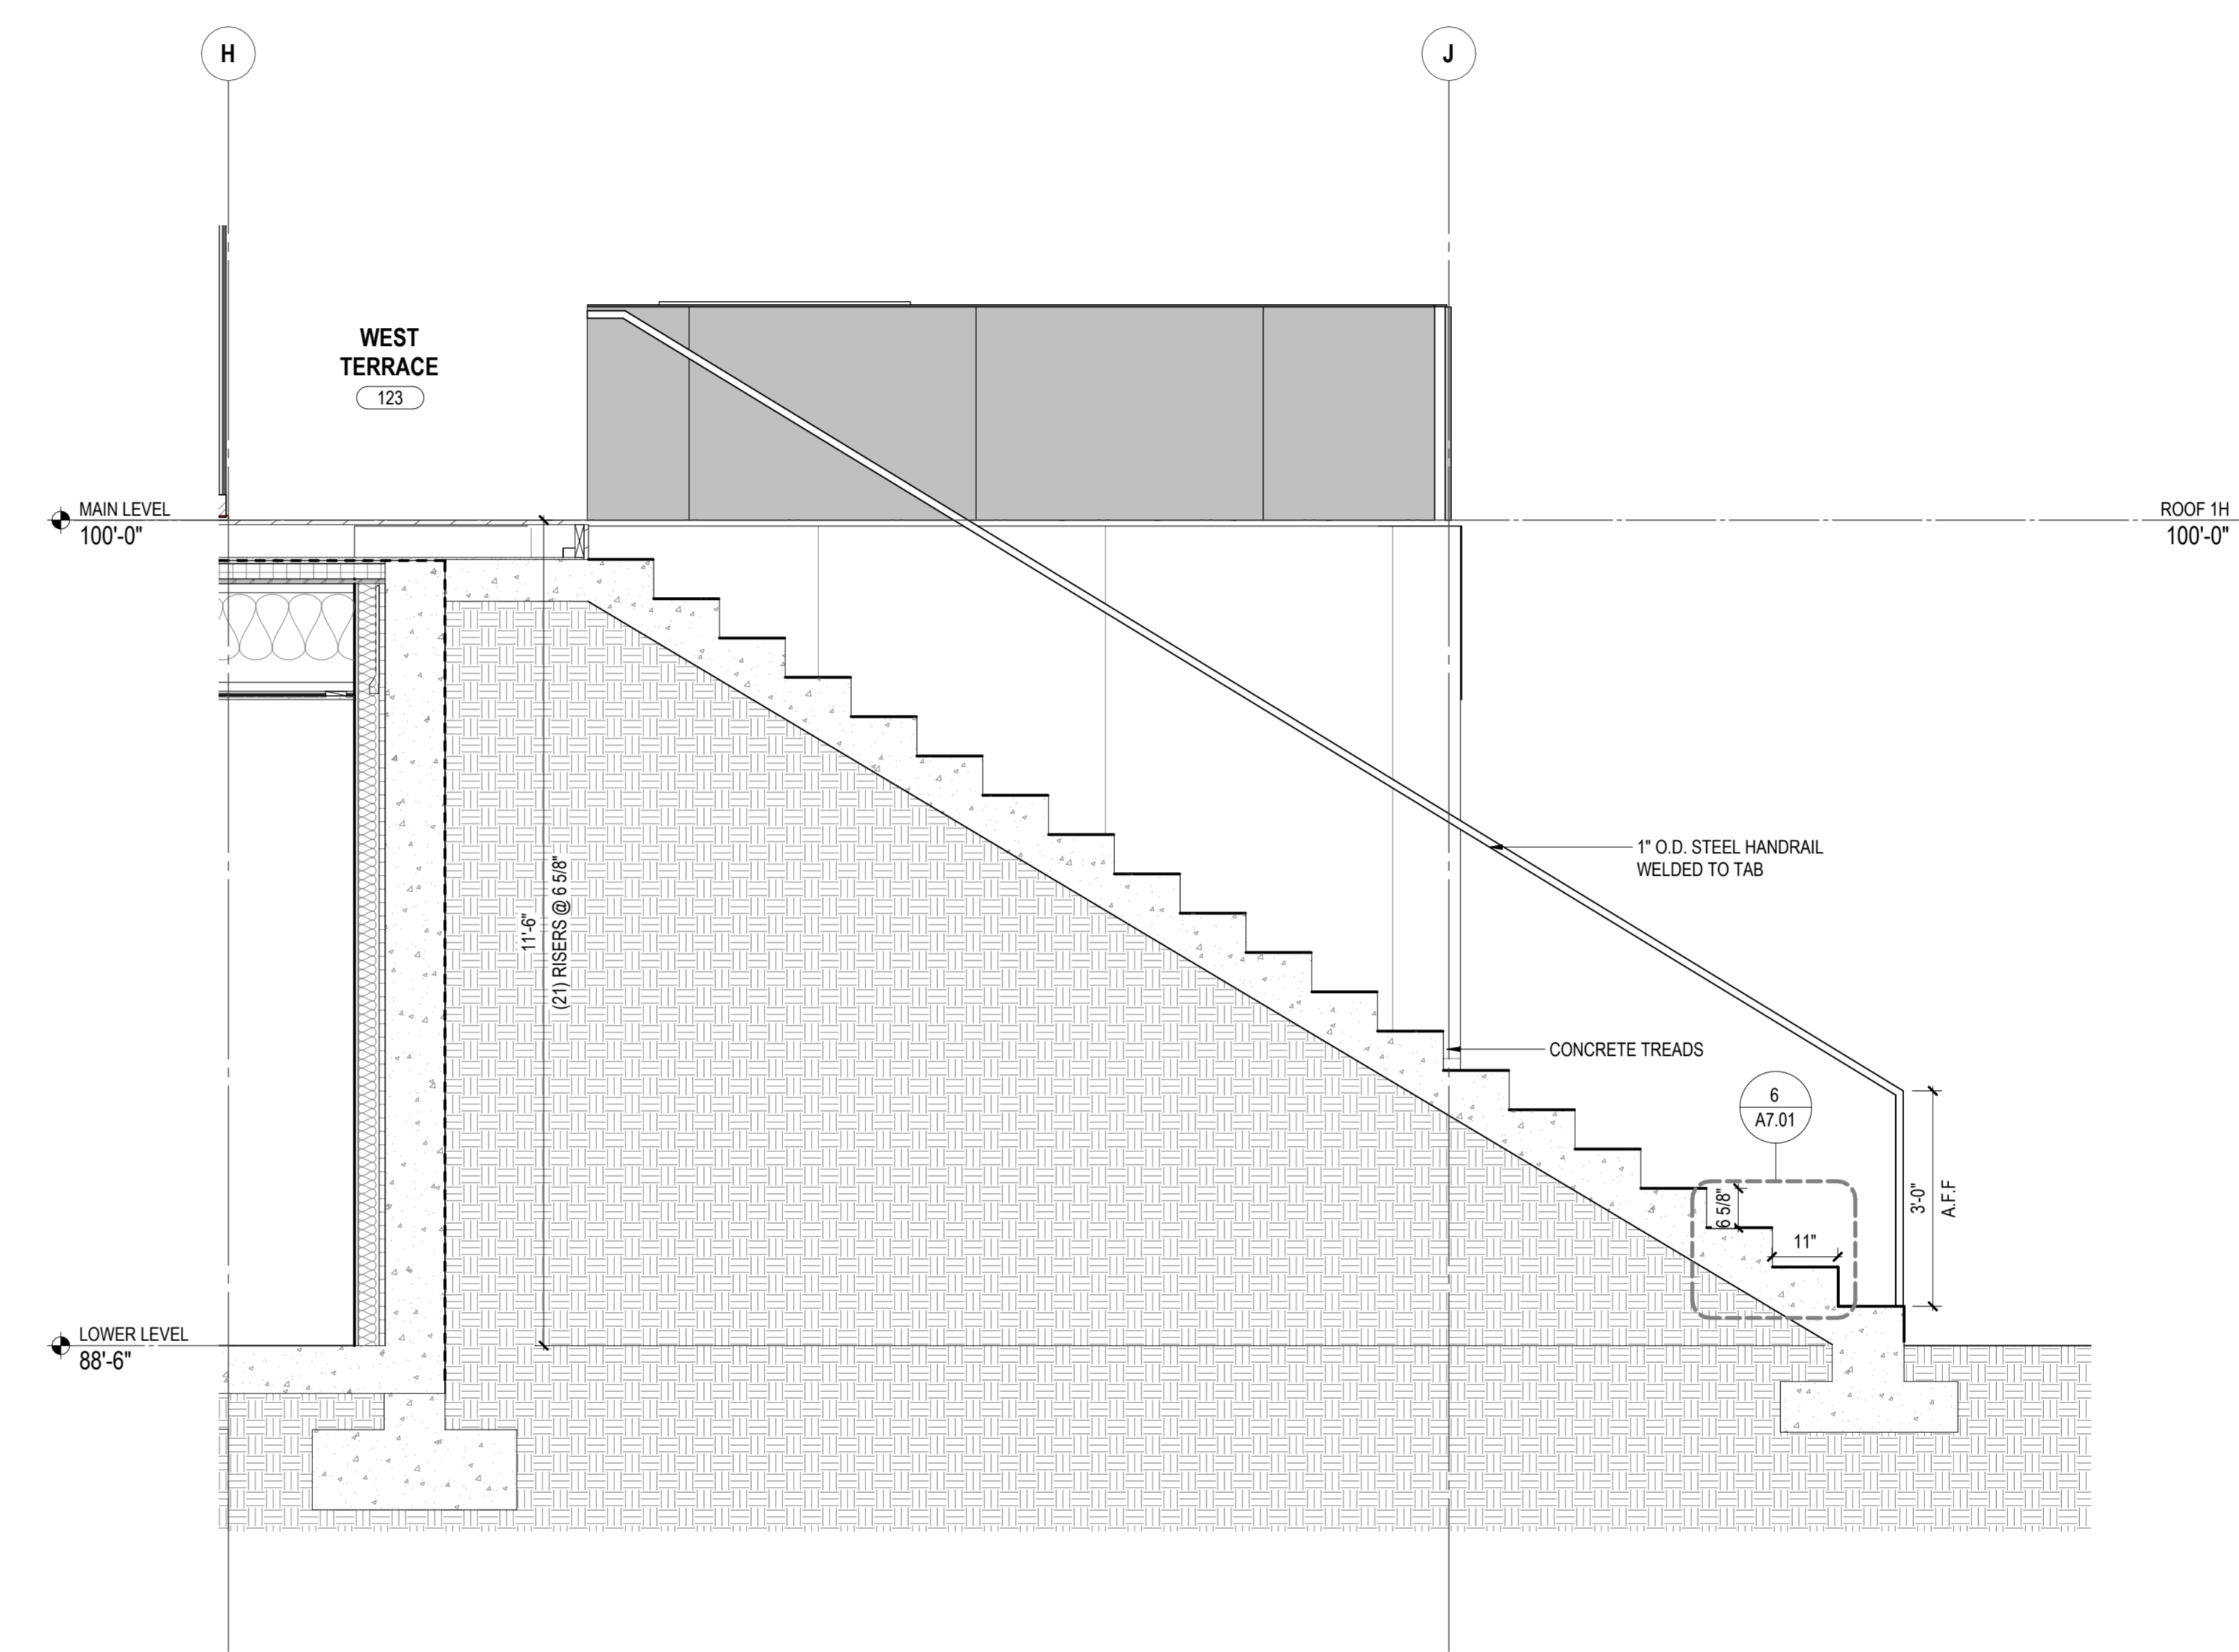 H
J
WEST
TERRACE
123
MAIN LEVEL
100'-0"
ROOF 1H
100'-0"
11'-6"
(21) RISERS @ 6 5/8"
1" O.D. STEEL HANDRAIL
WELDED TO TAB
CONCRETE TREADS
6
A7.01
6 5/8"
11"
3'-0"
A.F.F
LOWER LEVEL
88'-6"